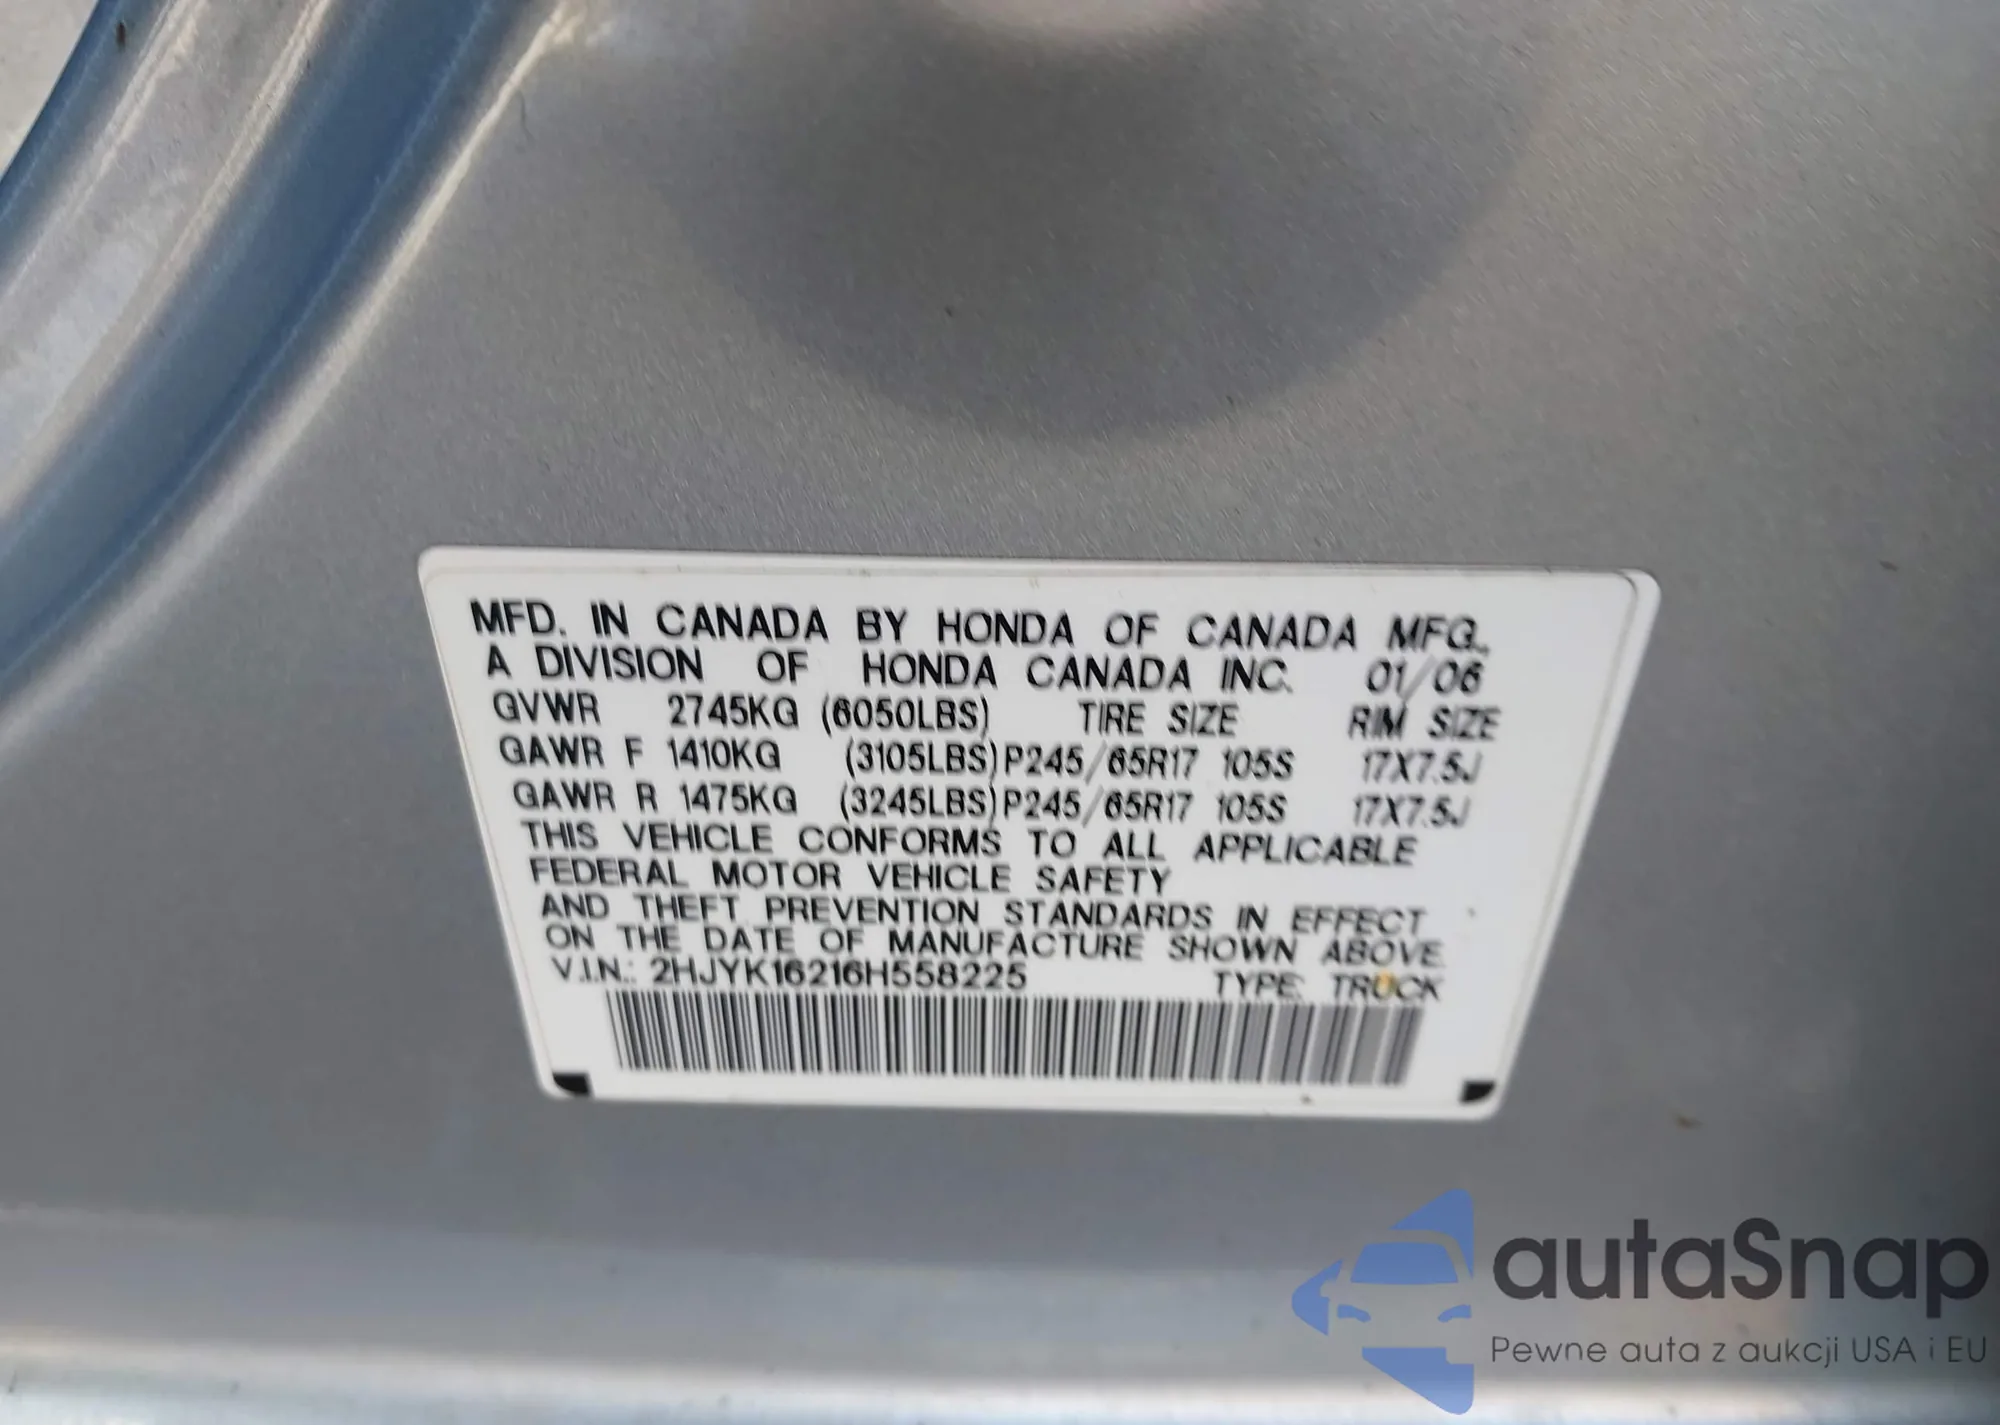 MFD. IN CANADA BY HONDA OF CANADA MFG.,
A DIVISION OF HONDA CANADA INC. 01/06
GVWR 2745KG (6050LBS) TIRE SIZE RIM SIZE
GAWR F 1410KG (3105LBS) P245/65R17 105S 17X7.5J
GAWR R 1475KG (3245LBS) P245/65R17 105S 17X7.5J
THIS VEHICLE CONFORMS TO ALL APPLICABLE
FEDERAL MOTOR VEHICLE SAFETY
AND THEFT PREVENTION STANDARDS IN EFFECT
ON THE DATE OF MANUFACTURE SHOWN ABOVE.
V.I.N.: 2HJYK16216H558225 TYPE: TRUCK
autaSnap
Pewne auta z aukcji USA i EU